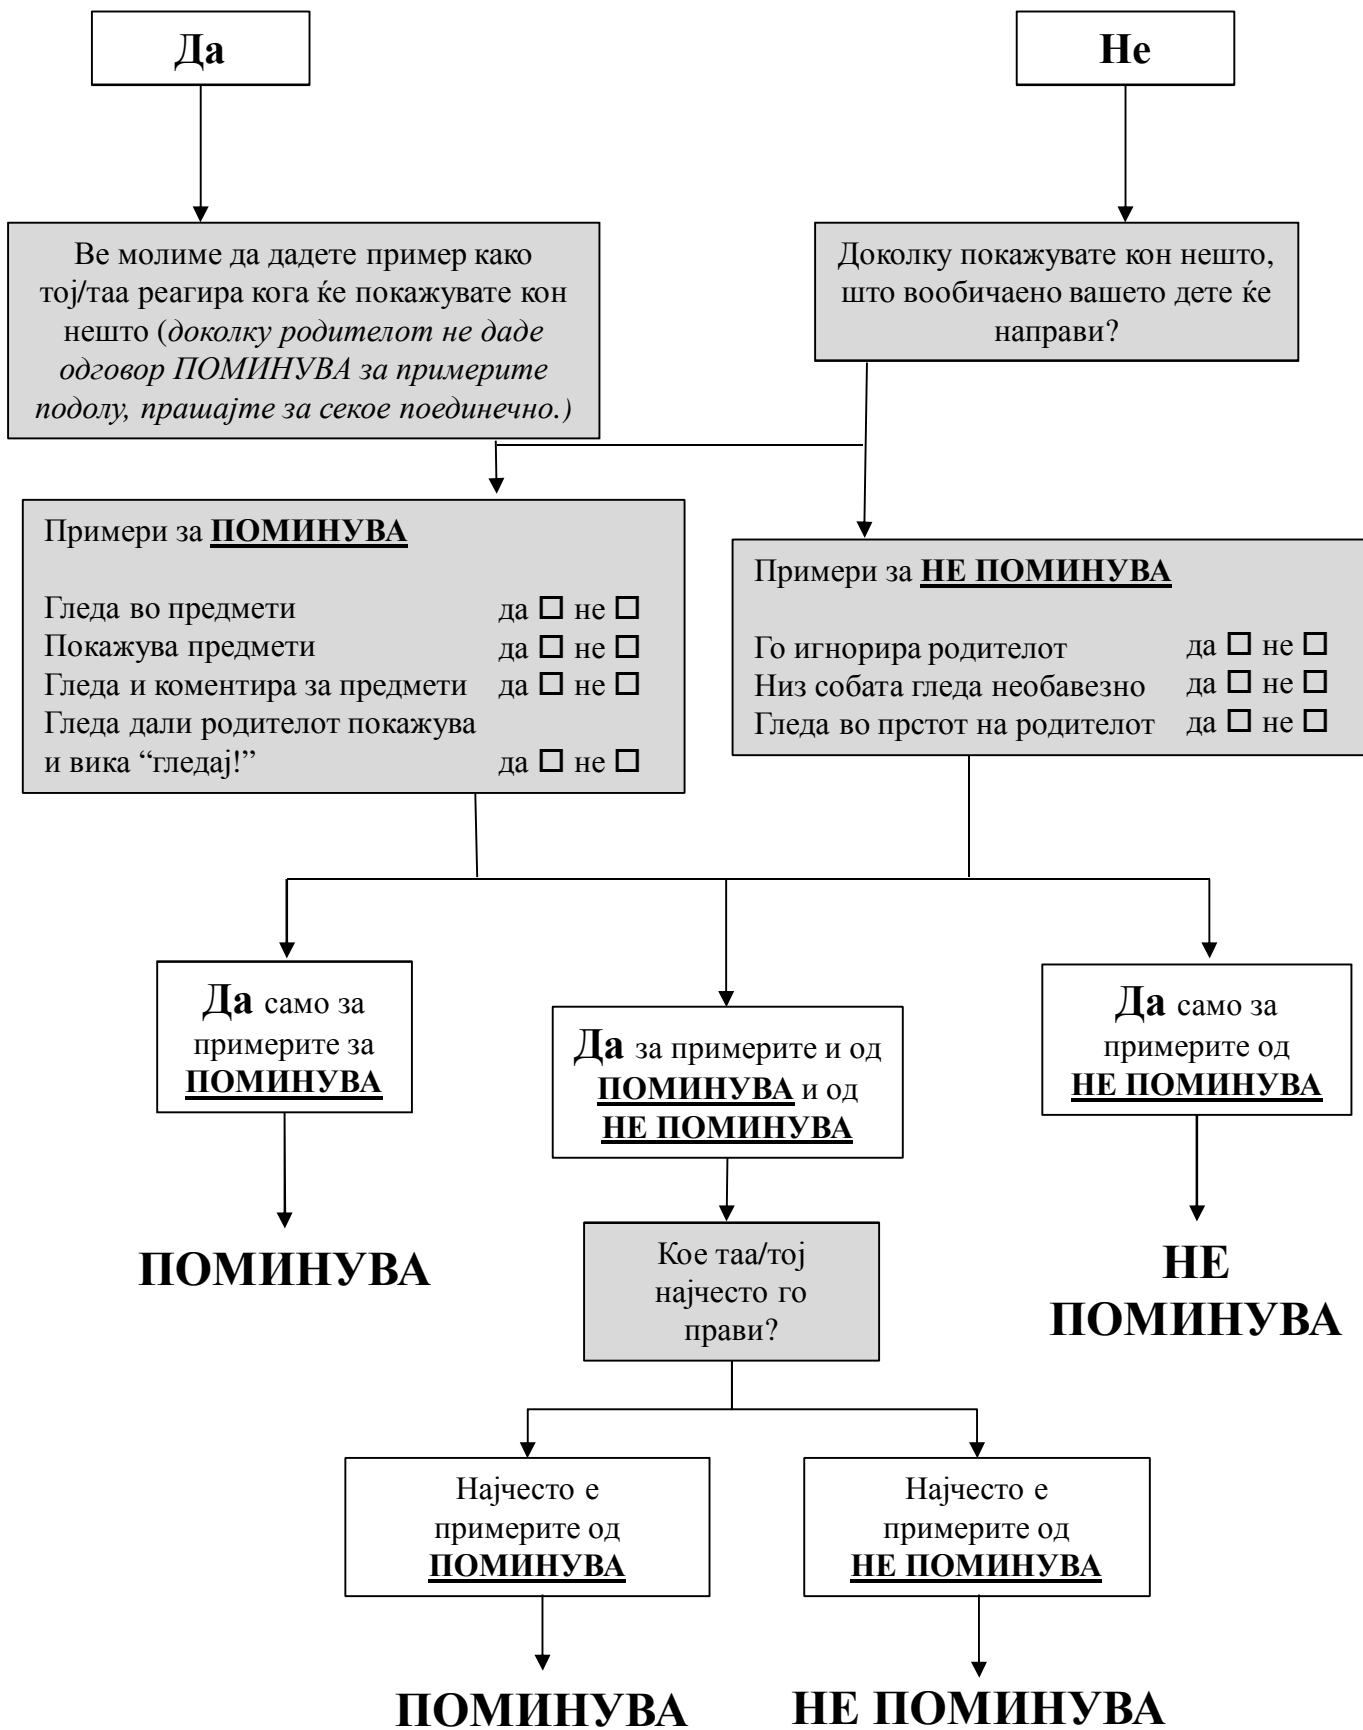 Да
Не
Ве молиме да дадете пример како
тој/таа реагира кога ќе покажувате кон
нешто (доколку родителот не даде
одговор ПОМИНУВА за примерите
подолу, прашајте за секое поединечно.)
Доколку покажувате кон нешто,
што вообичаено вашето дете ќе
направи?
Примери за ПОМИНУВА
Гледа во предмети да □ не □
Покажува предмети да □ не □
Гледа и коментира за предмети да □ не □
Гледа дали родителот покажува
и вика “гледај!” да □ не □
Примери за НЕ ПОМИНУВА
Го игнорира родителот да □ не □
Низ собата гледа необавезно да □ не □
Гледа во прстот на родителот да □ не □
Да само за
примерите за
ПОМИНУВА
Да за примерите и од
ПОМИНУВА и од
НЕ ПОМИНУВА
Да само за
примерите од
НЕ ПОМИНУВА
ПОМИНУВА
Кое таа/тој
најчесто го
прави?
НЕ
ПОМИНУВА
Најчесто е
примерите од
ПОМИНУВА
Најчесто е
примерите од
НЕ ПОМИНУВА
ПОМИНУВА
НЕ ПОМИНУВА